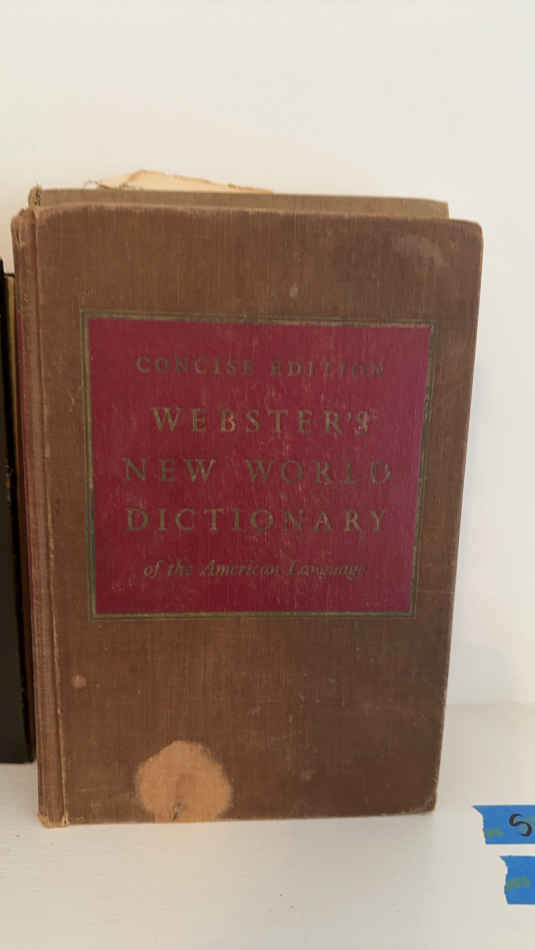 CONCISE EDITION
WEBSTER'S
NEW WORLD
DICTIONARY
of the American Language